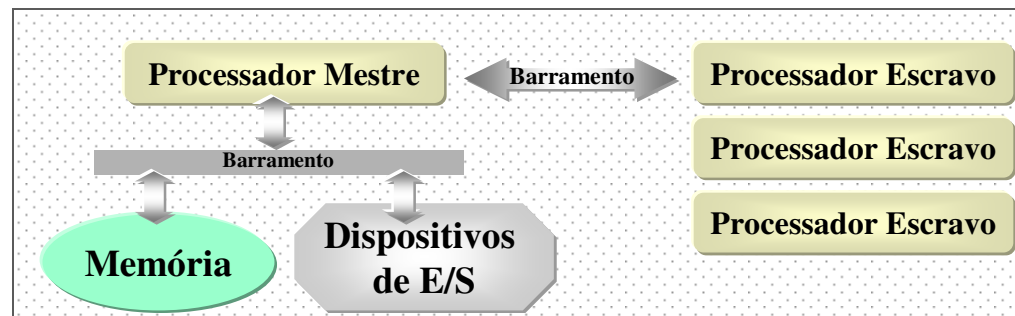 Processador Mestre
Barramento
Processador Escravo
Processador Escravo
Processador Escravo
Barramento
Memória
Dispositivos
de E/S